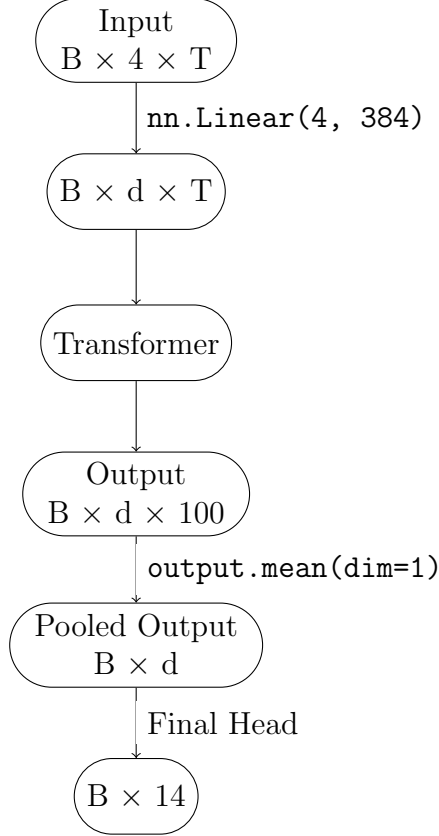 Input
B × 4 × T
nn.Linear(4, 384)
B × d × T
Transformer
Output
B × d × 100
output.mean(dim=1)
Pooled Output
B × d
Final Head
B × 14